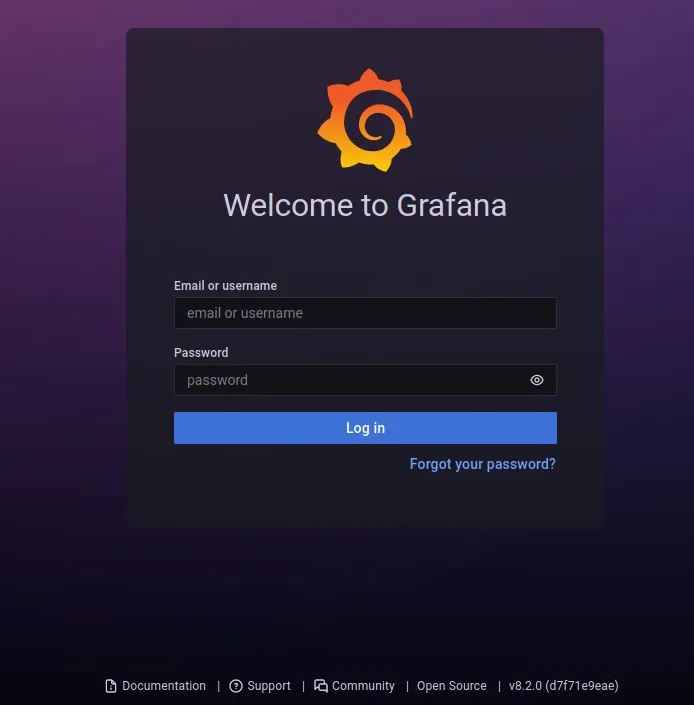 Welcome to Grafana
Email or username
email or username
Password
password
Log in
Forgot your password?
Documentation | Support | Community | Open Source | v8.2.0 (d7f71e9eae)